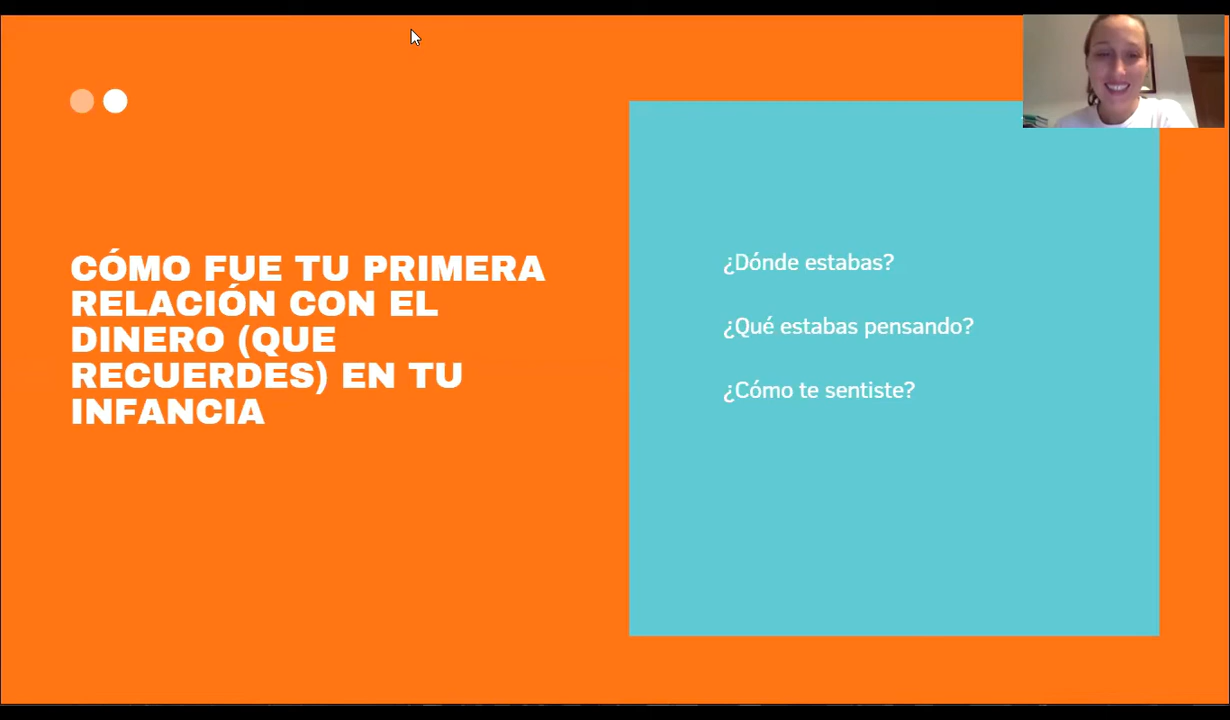 CÓMO FUE TU PRIMERA
RELACIÓN CON EL
DINERO (QUE
RECUERDES) EN TU
INFANCIA
¿Dónde estabas?
¿Qué estabas pensando?
¿Cómo te sentiste?